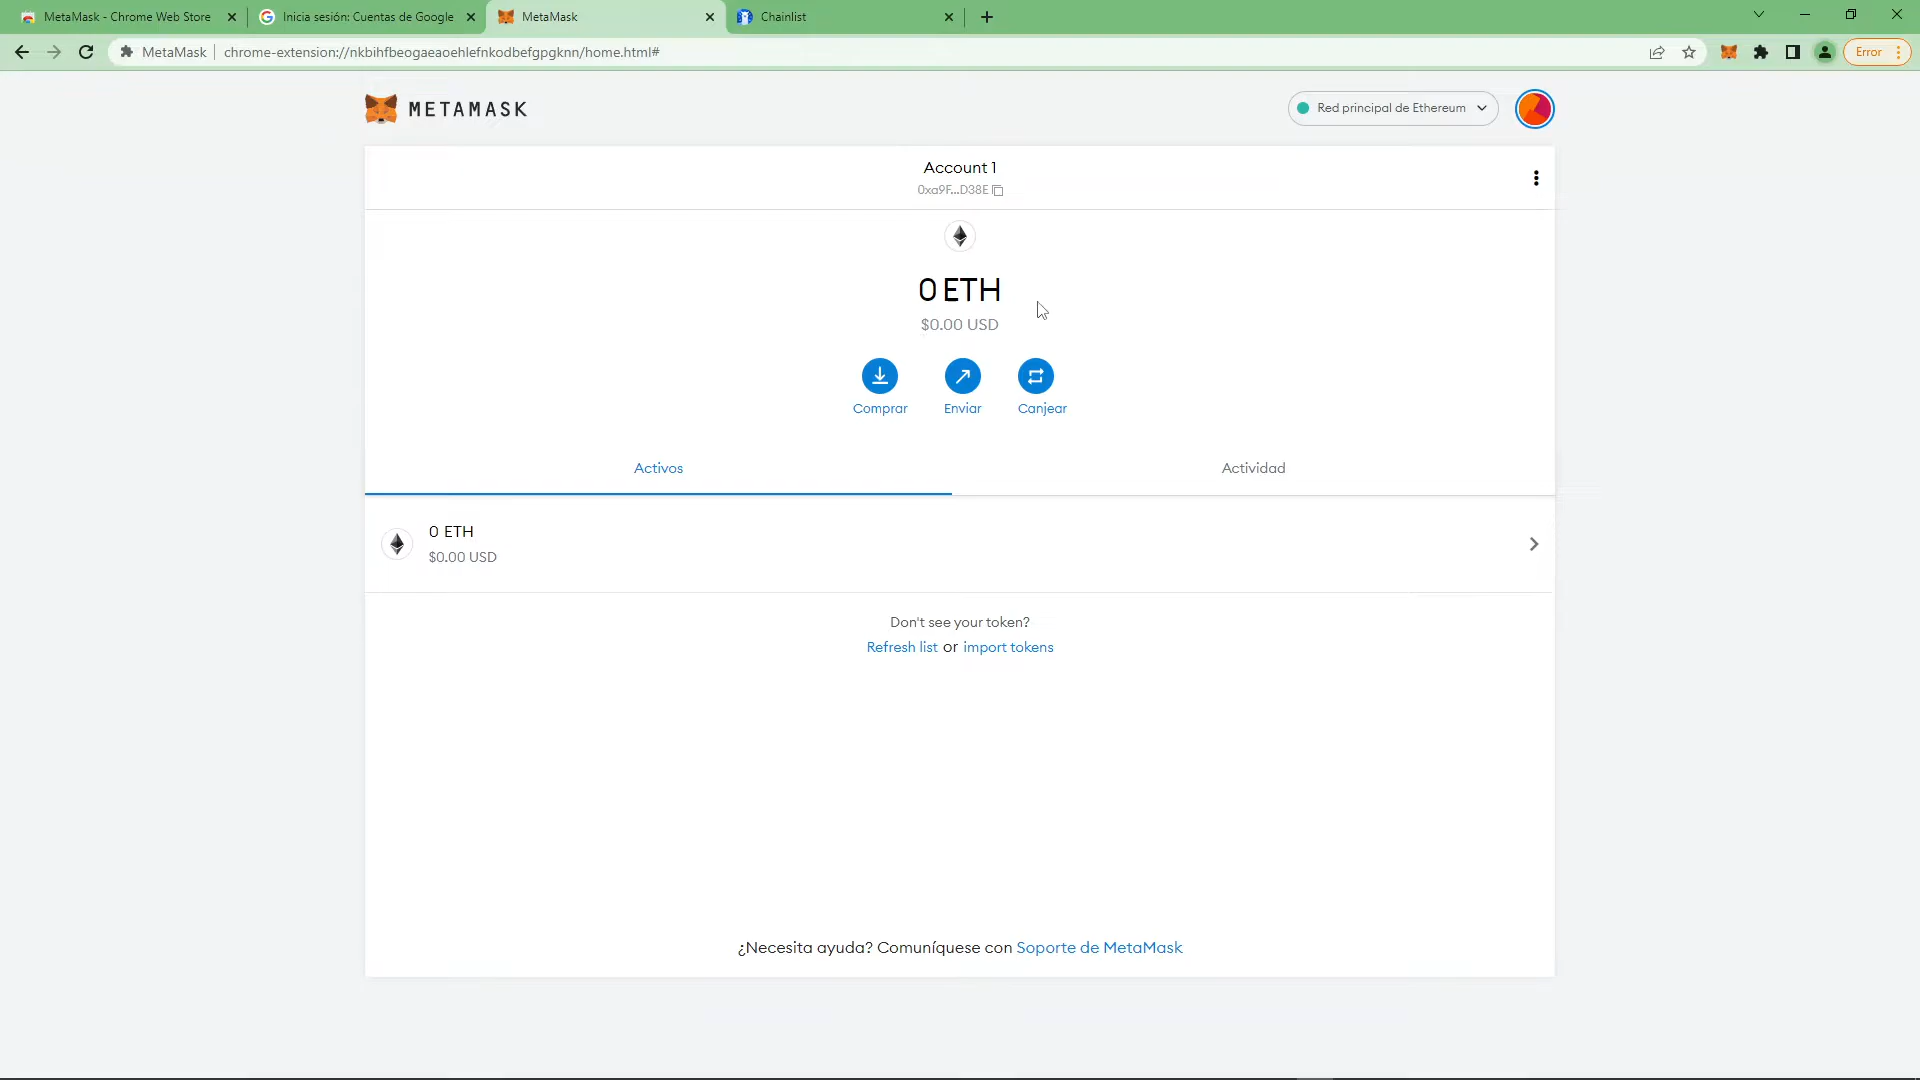 MetaMask - Chrome Web Store
Inicia sesión: Cuentas de Google
MetaMask
Chainlist
MetaMask
chrome-extension://nkbihfbeogaeaoehlefnkodbefgpgknn/home.html#
Error
METAMASK
Red principal de Ethereum
Account 1
0xa9F...D38E
0 ETH
$0.00 USD
Comprar
Enviar
Canjear
Activos
Actividad
0 ETH
$0.00 USD
Don't see your token?
Refresh list or import tokens
¿Necesita ayuda? Comuníquese con Soporte de MetaMask